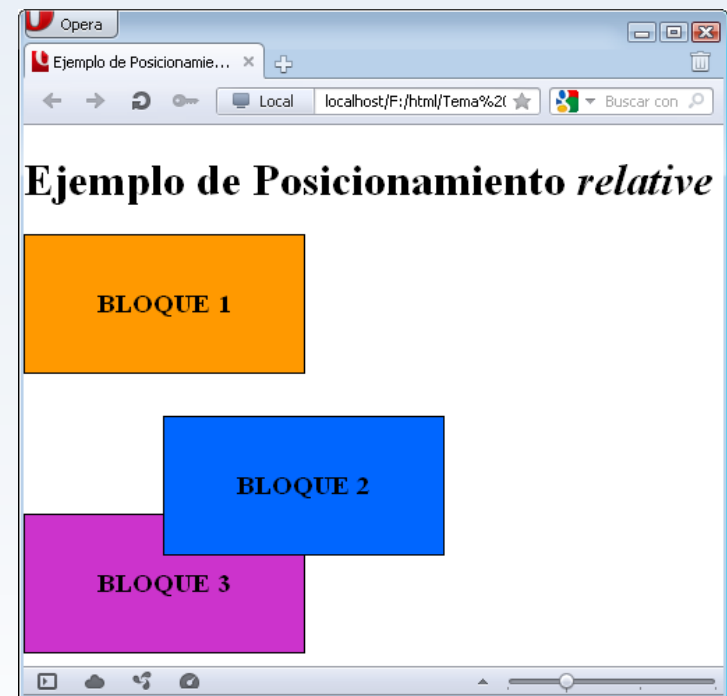 Opera
Ejemplo de Posicionamie...
Local localhost/F:/html/Tema%2( Buscar con
Ejemplo de Posicionamiento relative
BLOQUE 1
BLOQUE 2
BLOQUE 3